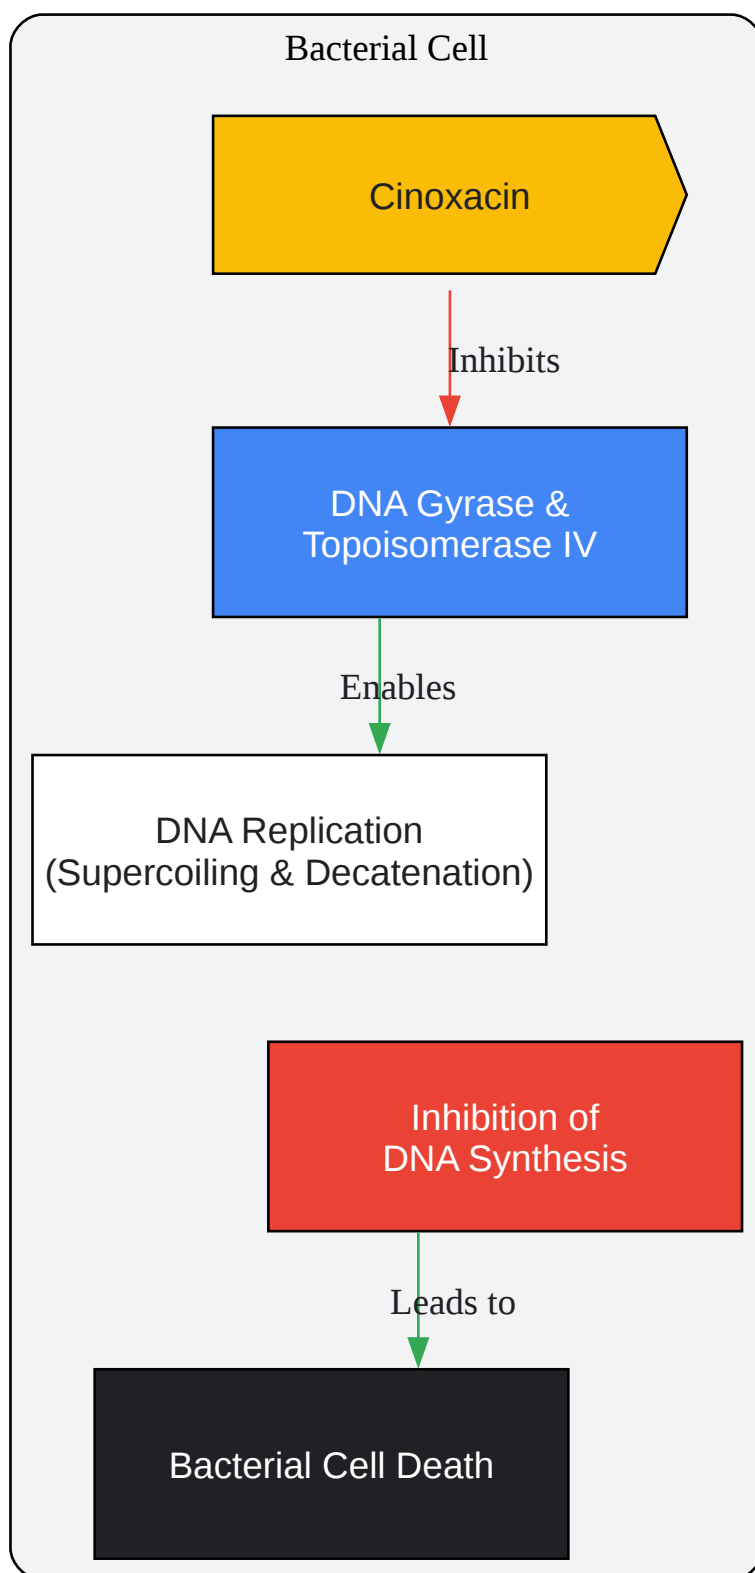 Bacterial Cell
Cinoxacin
Inhibits
DNA Gyrase &
Topoisomerase IV
Enables
DNA Replication
(Supercoiling & Decatenation)
Inhibition of
DNA Synthesis
Leads to
Bacterial Cell Death